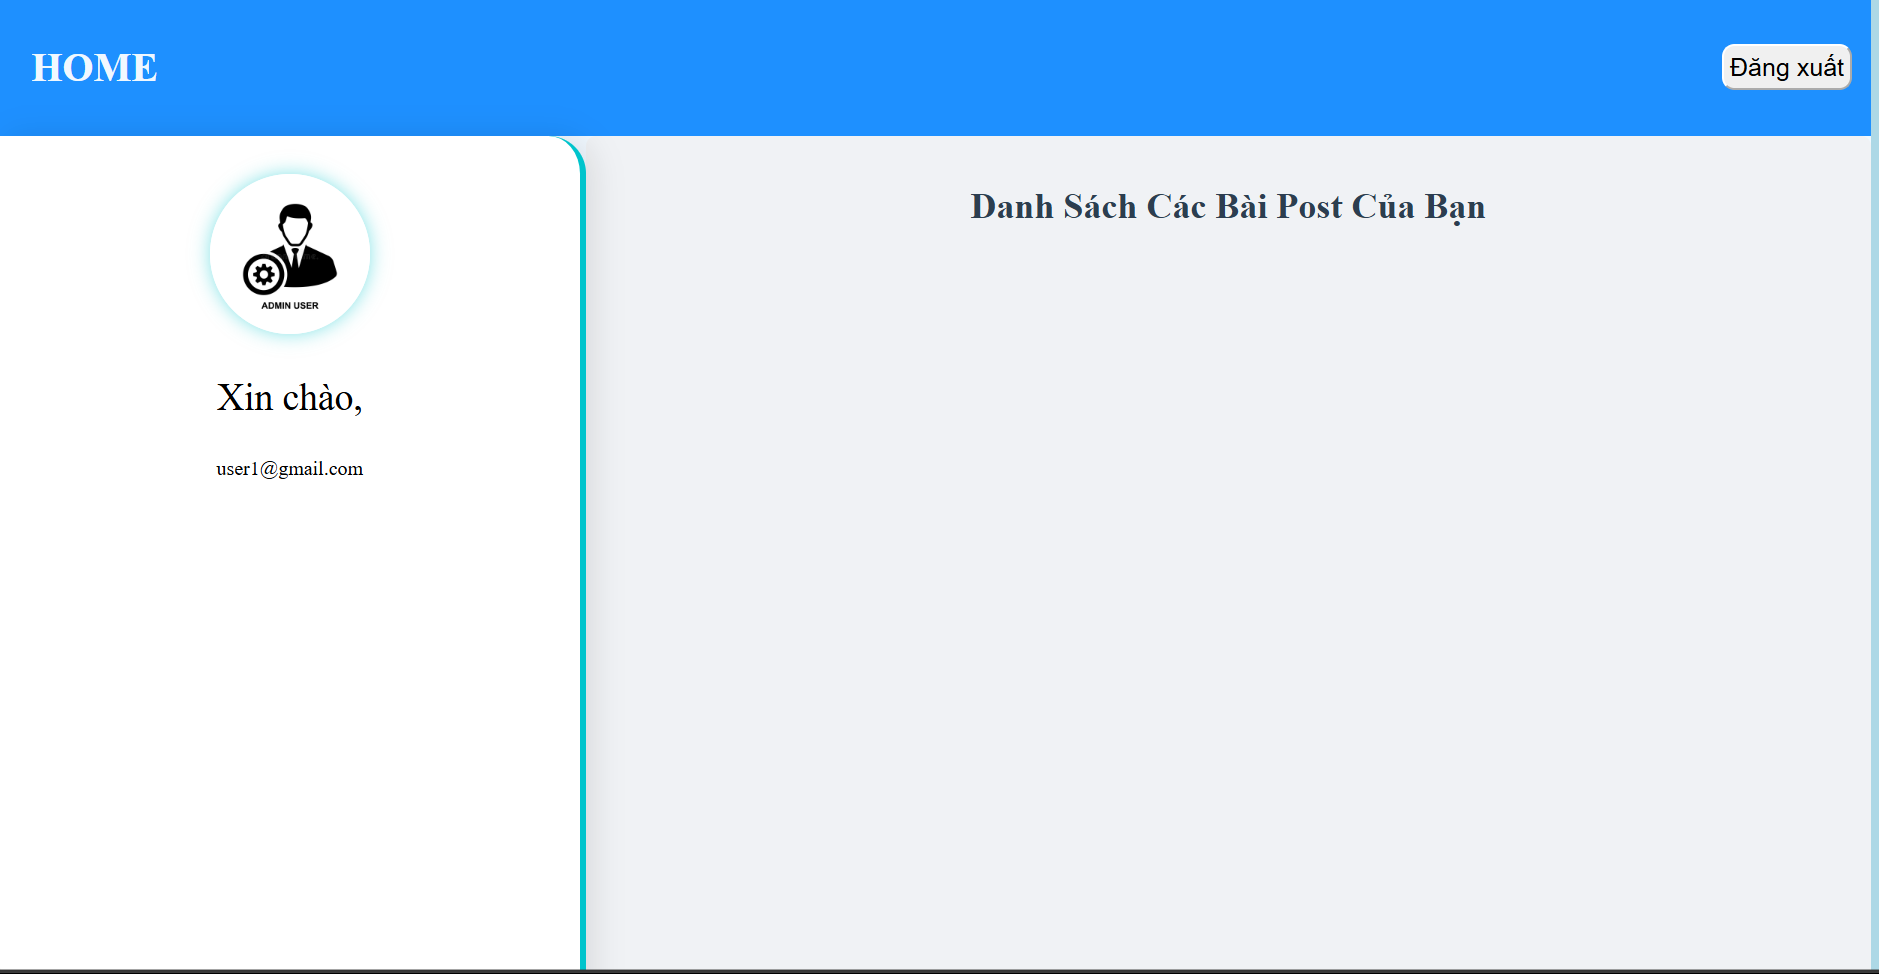 HOME
Đăng xuất
ADMIN USER
Xin chào,
user1@gmail.com
Danh Sách Các Bài Post Của Bạn